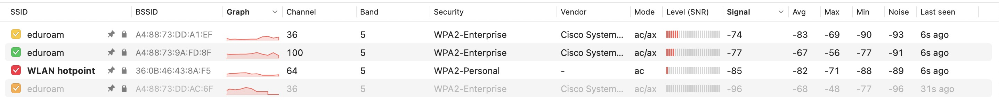 SSID BSSID Graph Channel Band Security Vendor Mode Level (SNR) Signal Avg Max Min Noise Last seen
eduroam A4:88:73:DD:A1:EF 36 5 WPA2-Enterprise Cisco System... ac/ax -74 -83 -69 -90 -93 6s ago
eduroam A4:88:73:9A:FD:8F 100 5 WPA2-Enterprise Cisco System... ac/ax -77 -67 -56 -77 -91 6s ago
WLAN hotpoint 36:0B:46:43:8A:F5 64 5 WPA2-Personal - ac -85 -82 -71 -88 -89 6s ago
eduroam A4:88:73:DD:AC:6F 36 5 WPA2-Enterprise Cisco System... ac/ax -96 -68 -48 -77 -96 31s ago